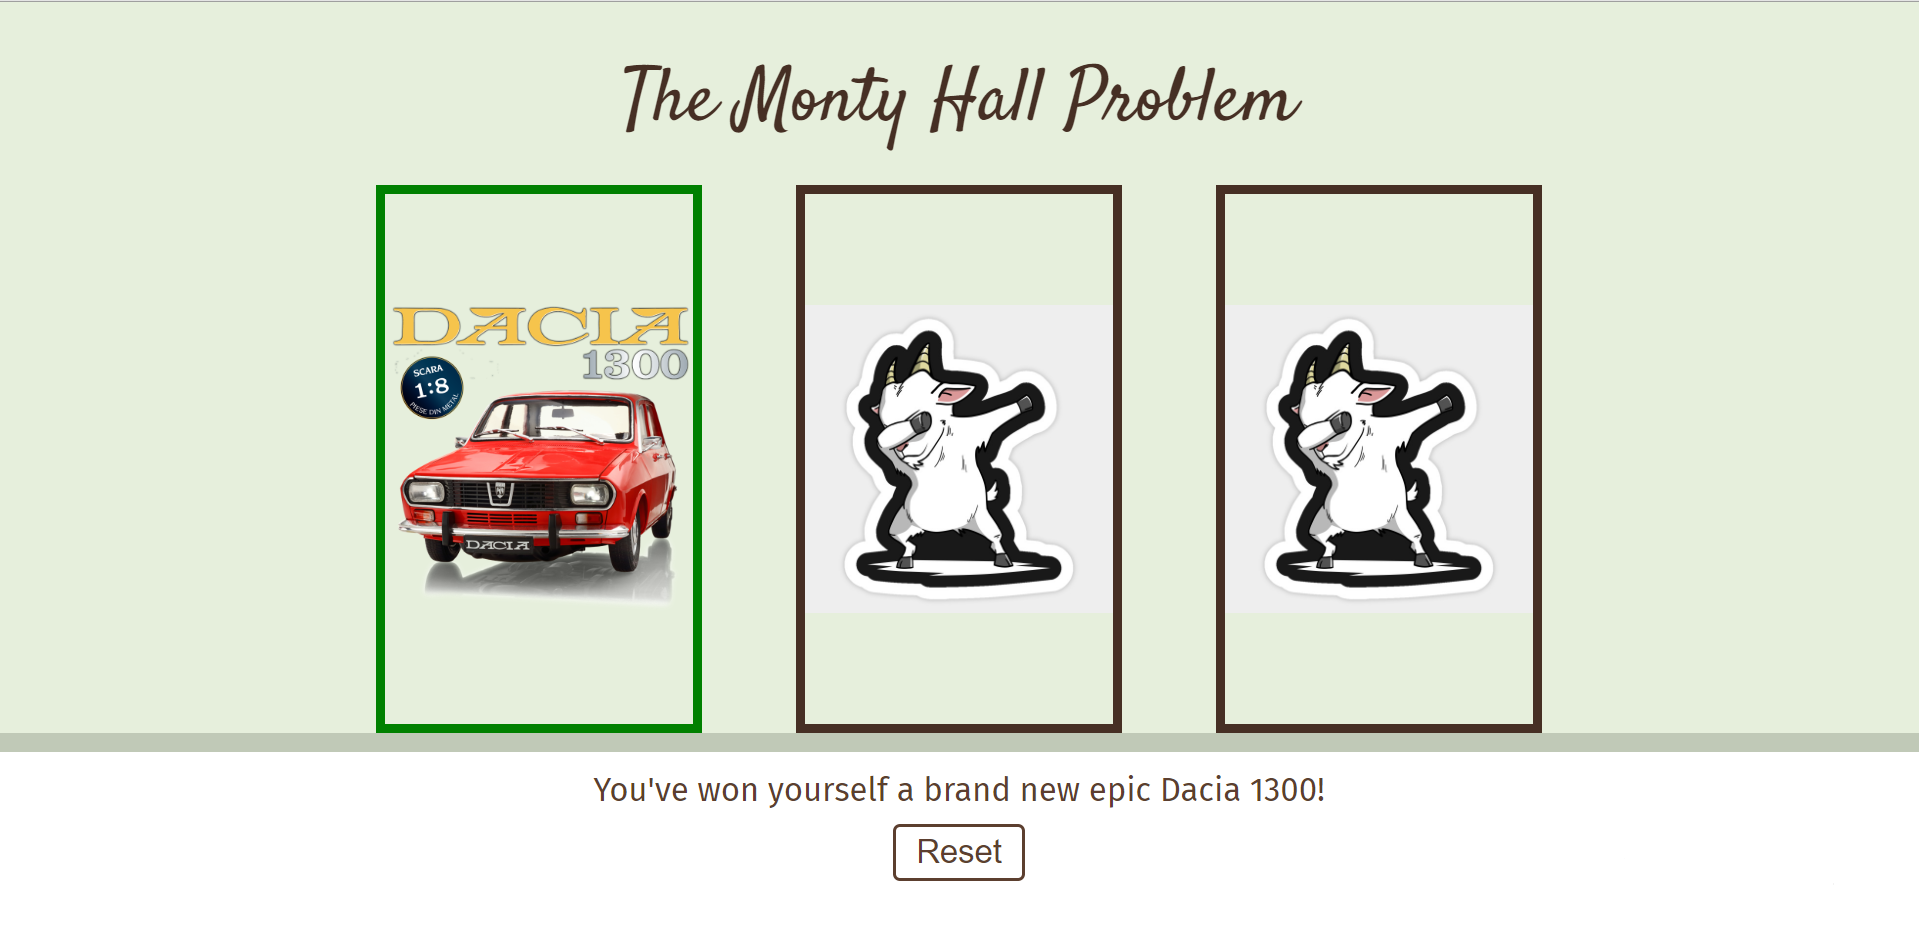 The Monty Hall Problem
DACIA
1300
SCARA
1:8
PIESE DIN METAL
DACIA
You've won yourself a brand new epic Dacia 1300!
Reset